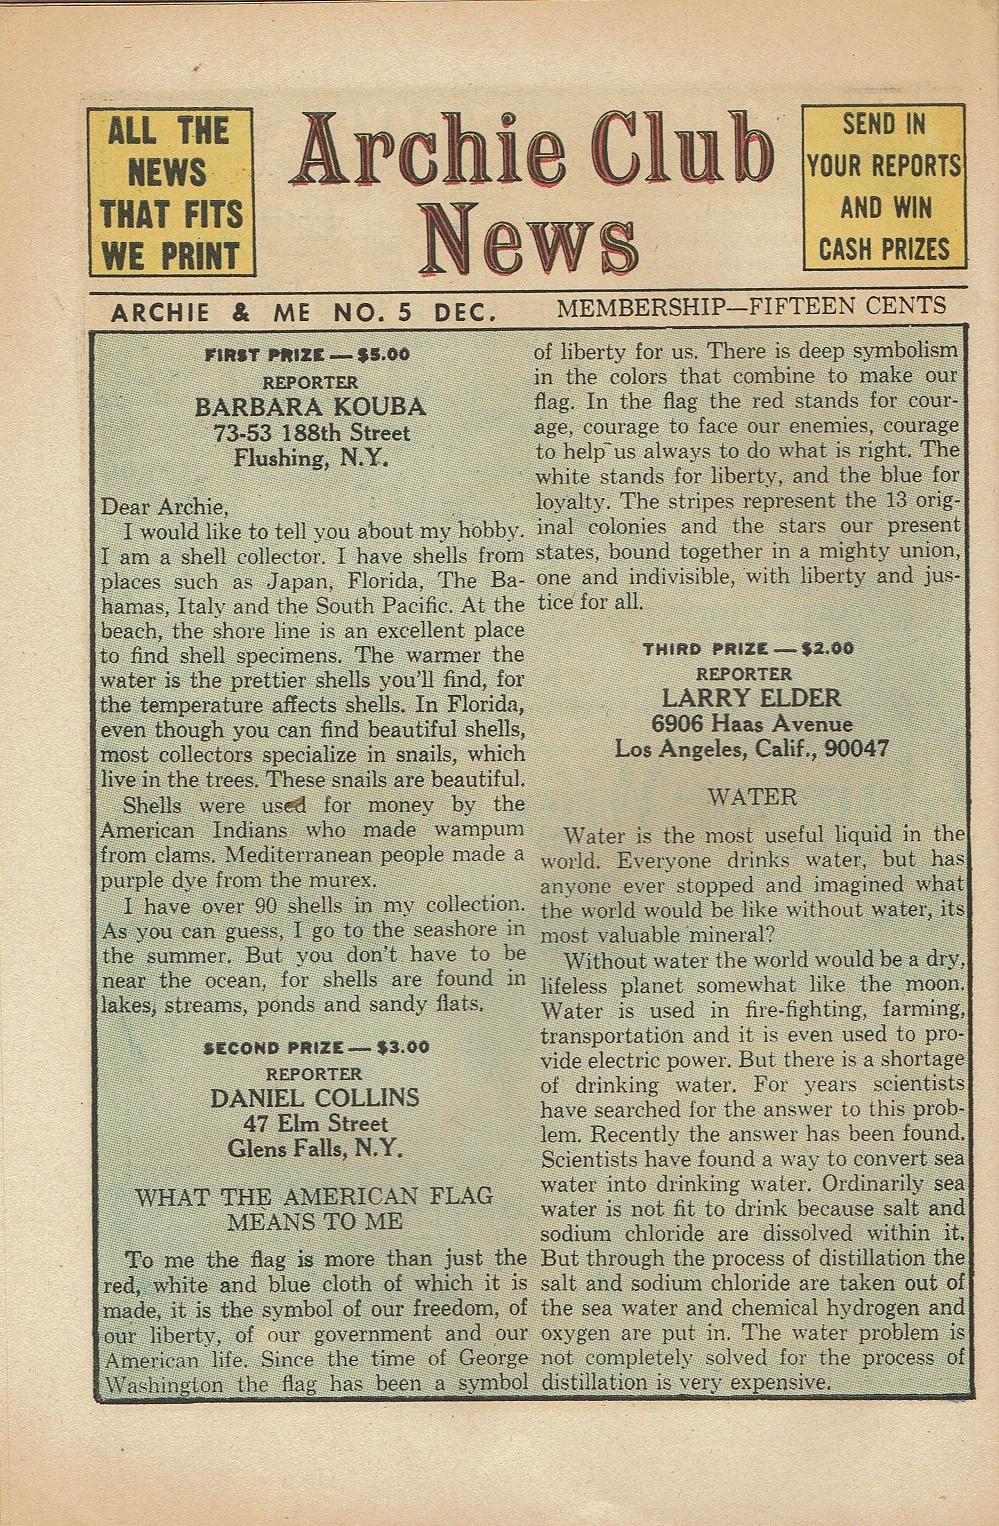 ALL THE
NEWS
THAT FITS
WE PRINT
Archie Club
News
SEND IN
YOUR REPORTS
AND WIN
CASH PRIZES
ARCHIE & ME NO. 5 DEC.
MEMBERSHIP—FIFTEEN CENTS
FIRST PRIZE — $5.00
REPORTER
BARBARA KOUBA
73-53 188th Street
Flushing, N.Y.
Dear Archie,
I would like to tell you about my hobby.
I am a shell collector. I have shells from
places such as Japan, Florida, The Ba-
hamas, Italy and the South Pacific. At the
beach, the shore line is an excellent place
to find shell specimens. The warmer the
water is the prettier shells you'll find, for
the temperature affects shells. In Florida,
even though you can find beautiful shells,
most collectors specialize in snails, which
live in the trees. These snails are beautiful.
Shells were used for money by the
American Indians who made wampum
from clams. Mediterranean people made a
purple dye from the murex.
I have over 90 shells in my collection.
As you can guess, I go to the seashore in
the summer. But you don't have to be
near the ocean, for shells are found in
lakes, streams, ponds and sandy flats.
SECOND PRIZE — $3.00
REPORTER
DANIEL COLLINS
47 Elm Street
Glens Falls, N.Y.
WHAT THE AMERICAN FLAG
MEANS TO ME
To me the flag is more than just the
red, white and blue cloth of which it is
made, it is the symbol of our freedom, of
our liberty, of our government and our
American life. Since the time of George
Washington the flag has been a symbol
of liberty for us. There is deep symbolism
in the colors that combine to make our
flag. In the flag the red stands for cour-
age, courage to face our enemies, courage
to help us always to do what is right. The
white stands for liberty, and the blue for
loyalty. The stripes represent the 13 orig-
inal colonies and the stars our present
states, bound together in a mighty union,
one and indivisible, with liberty and jus-
tice for all.
THIRD PRIZE — $2.00
REPORTER
LARRY ELDER
6906 Haas Avenue
Los Angeles, Calif., 90047
WATER
Water is the most useful liquid in the
world. Everyone drinks water, but has
anyone ever stopped and imagined what
the world would be like without water, its
most valuable mineral?
Without water the world would be a dry,
lifeless planet somewhat like the moon.
Water is used in fire-fighting, farming,
transportation and it is even used to pro-
vide electric power. But there is a shortage
of drinking water. For years scientists
have searched for the answer to this prob-
lem. Recently the answer has been found.
Scientists have found a way to convert sea
water into drinking water. Ordinarily sea
water is not fit to drink because salt and
sodium chloride are dissolved within it.
But through the process of distillation the
salt and sodium chloride are taken out of
the sea water and chemical hydrogen and
oxygen are put in. The water problem is
not completely solved for the process of
distillation is very expensive.